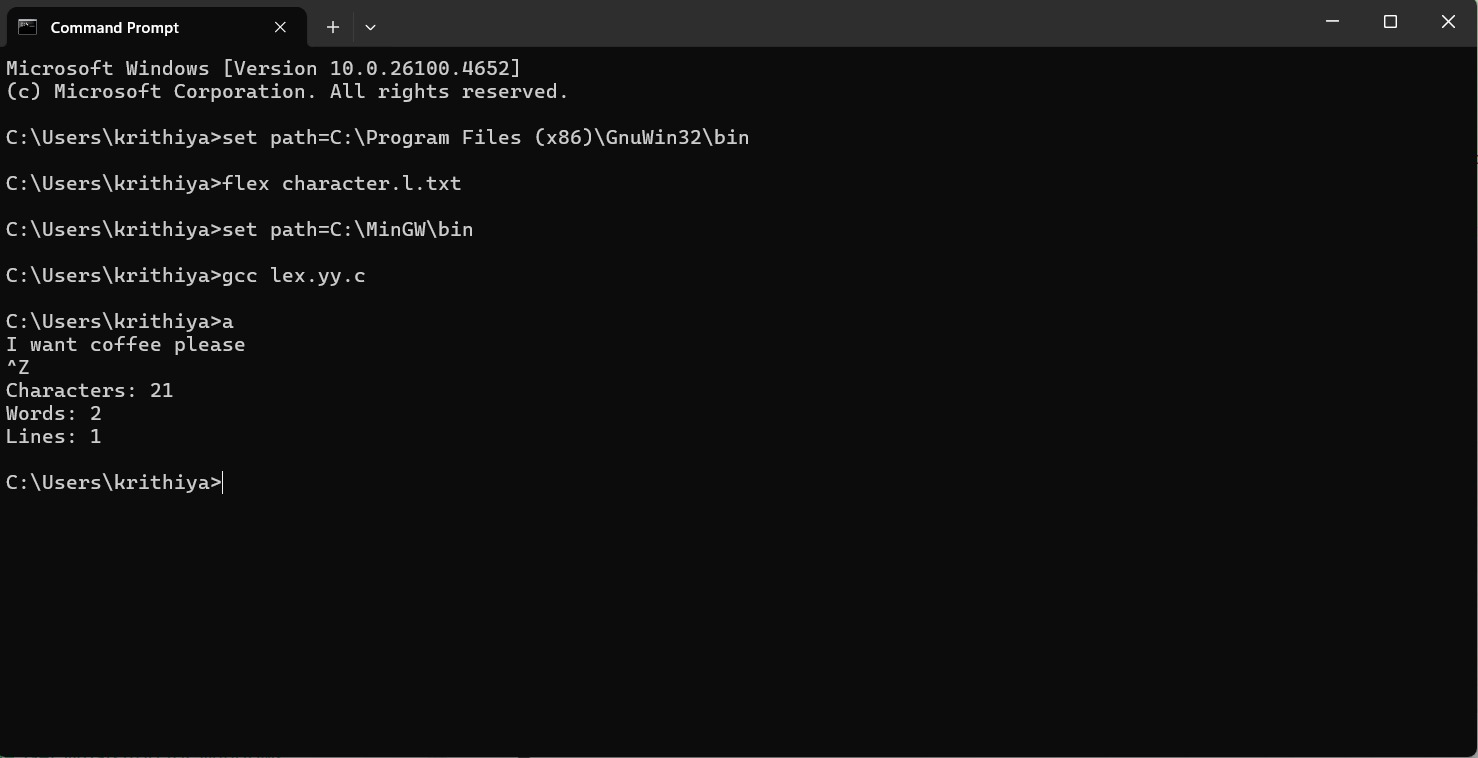 Command Prompt
Microsoft Windows [Version 10.0.26100.4652]
(c) Microsoft Corporation. All rights reserved.
C:\Users\krithiya>set path=C:\Program Files (x86)\GnuWin32\bin
C:\Users\krithiya>flex character.l.txt
C:\Users\krithiya>set path=C:\MinGW\bin
C:\Users\krithiya>gcc lex.yy.c
C:\Users\krithiya>a
I want coffee please
^Z
Characters: 21
Words: 2
Lines: 1
C:\Users\krithiya>